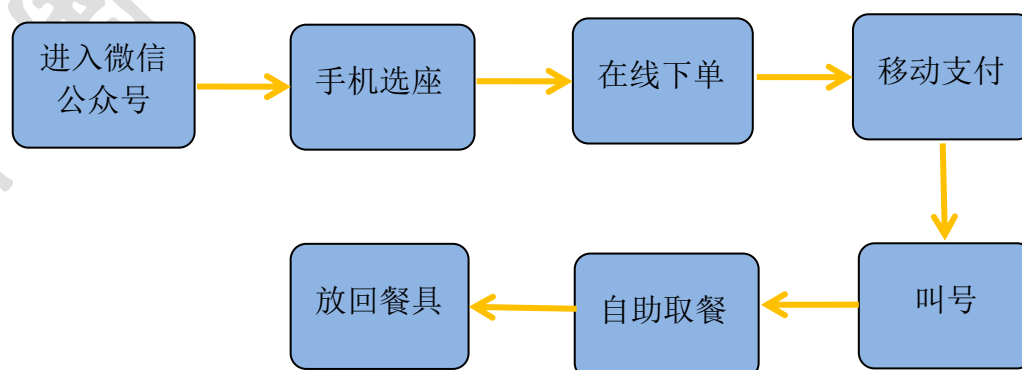 进入微信
公众号
手机选座
在线下单
移动支付
叫号
自助取餐
放回餐具